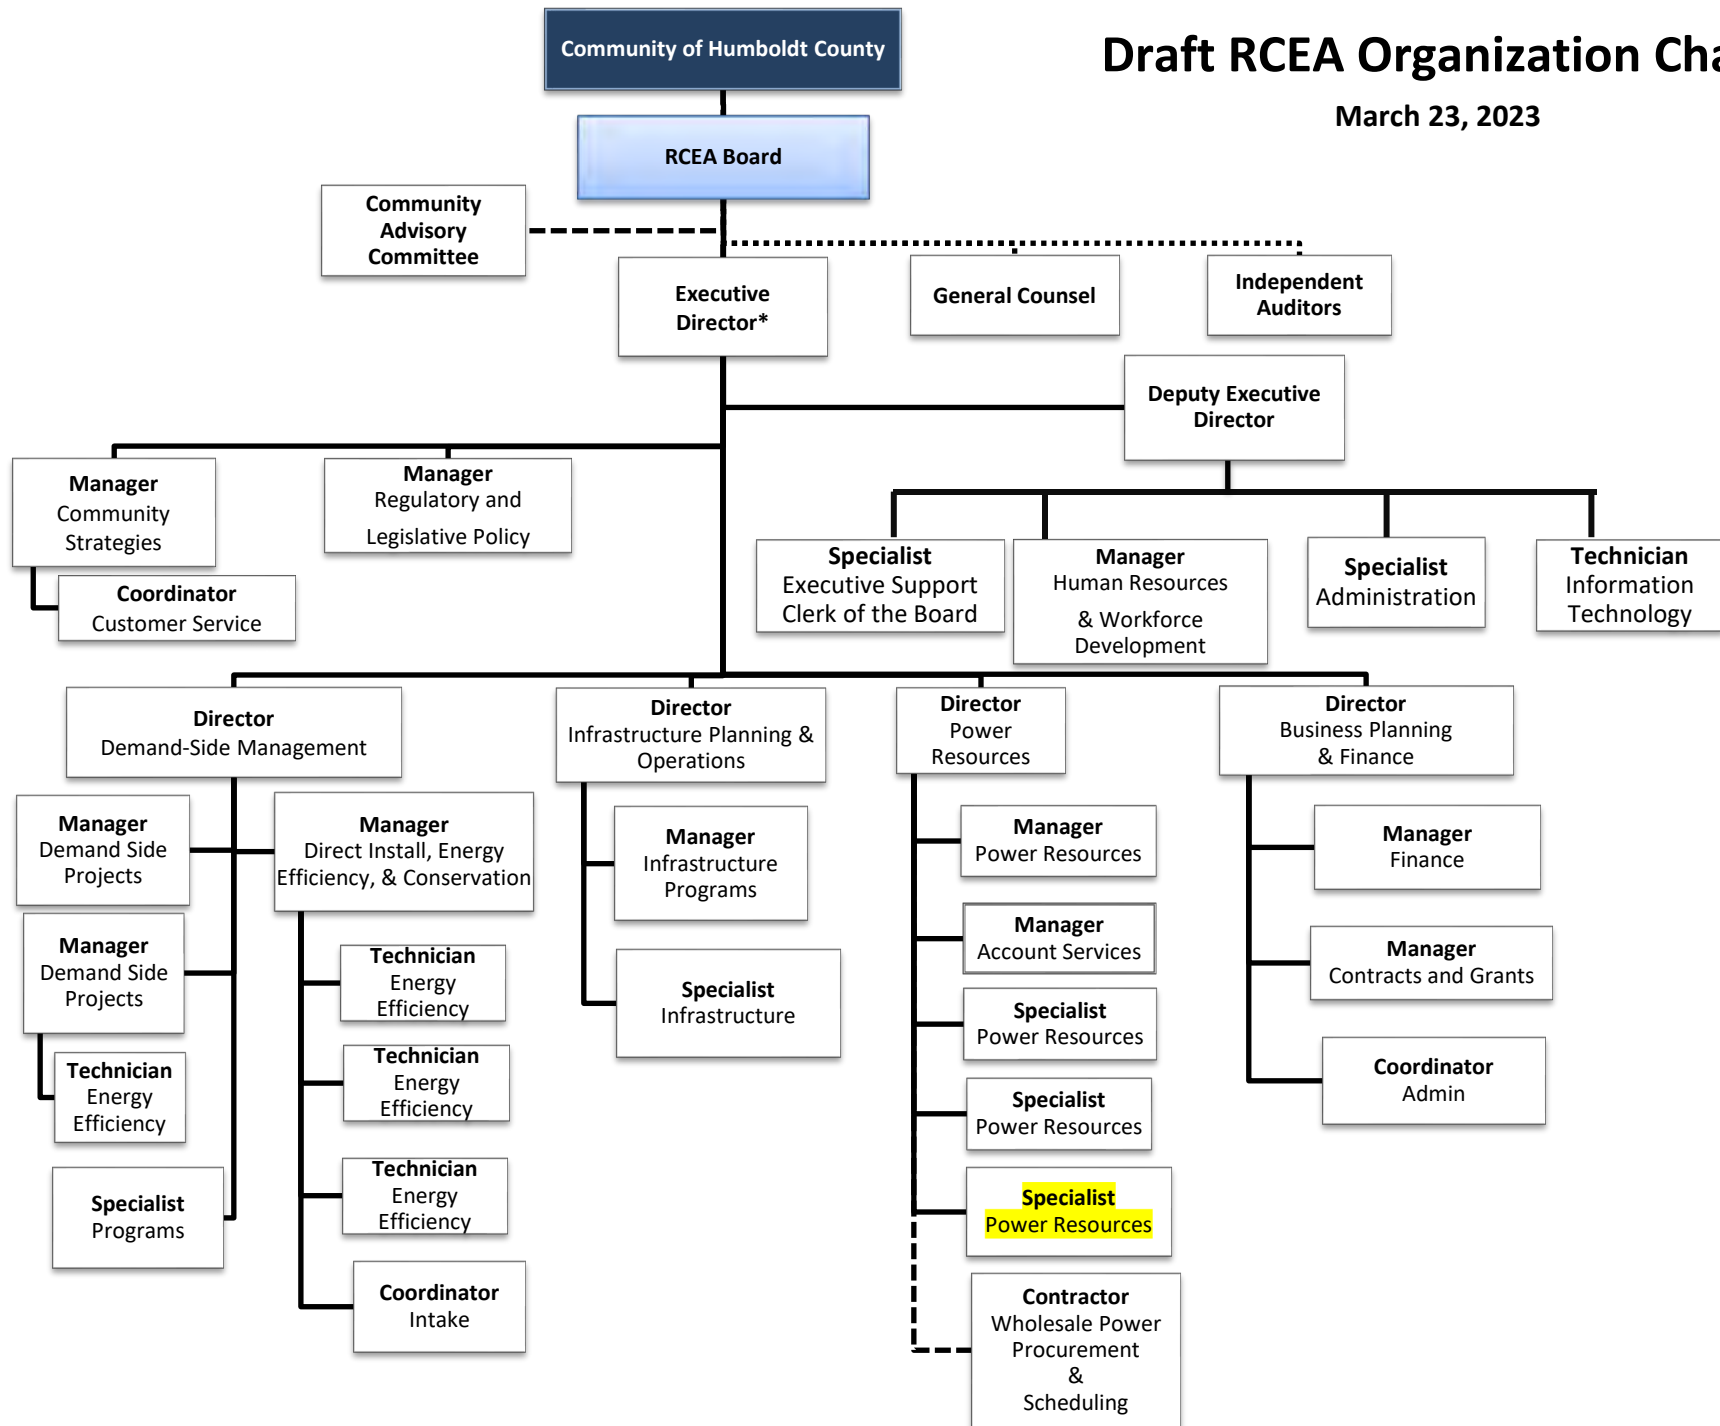 Community of Humboldt County
Draft RCEA Organization Cha
March 23, 2023
RCEA Board
Community
Advisory
Committee
Executive
Director*
General Counsel
Independent
Auditors
Deputy Executive
Director
Manager
Community
Strategies
Manager
Regulatory and
Legislative Policy
Coordinator
Customer Service
Specialist
Executive Support
Clerk of the Board
Manager
Human Resources
& Workforce
Development
Specialist
Administration
Technician
Information
Technology
Director
Demand-Side Management
Director
Infrastructure Planning &
Operations
Director
Power
Resources
Director
Business Planning
& Finance
Manager
Demand Side
Projects
Manager
Direct Install, Energy
Efficiency, & Conservation
Manager
Demand Side
Projects
Technician
Energy
Efficiency
Specialist
Programs
Technician
Energy
Efficiency
Technician
Energy
Efficiency
Technician
Energy
Efficiency
Coordinator
Intake
Manager
Infrastructure
Programs
Specialist
Infrastructure
Manager
Power Resources
Manager
Account Services
Specialist
Power Resources
Specialist
Power Resources
Specialist
Power Resources
Contractor
Wholesale Power
Procurement
&
Scheduling
Manager
Finance
Manager
Contracts and Grants
Coordinator
Admin